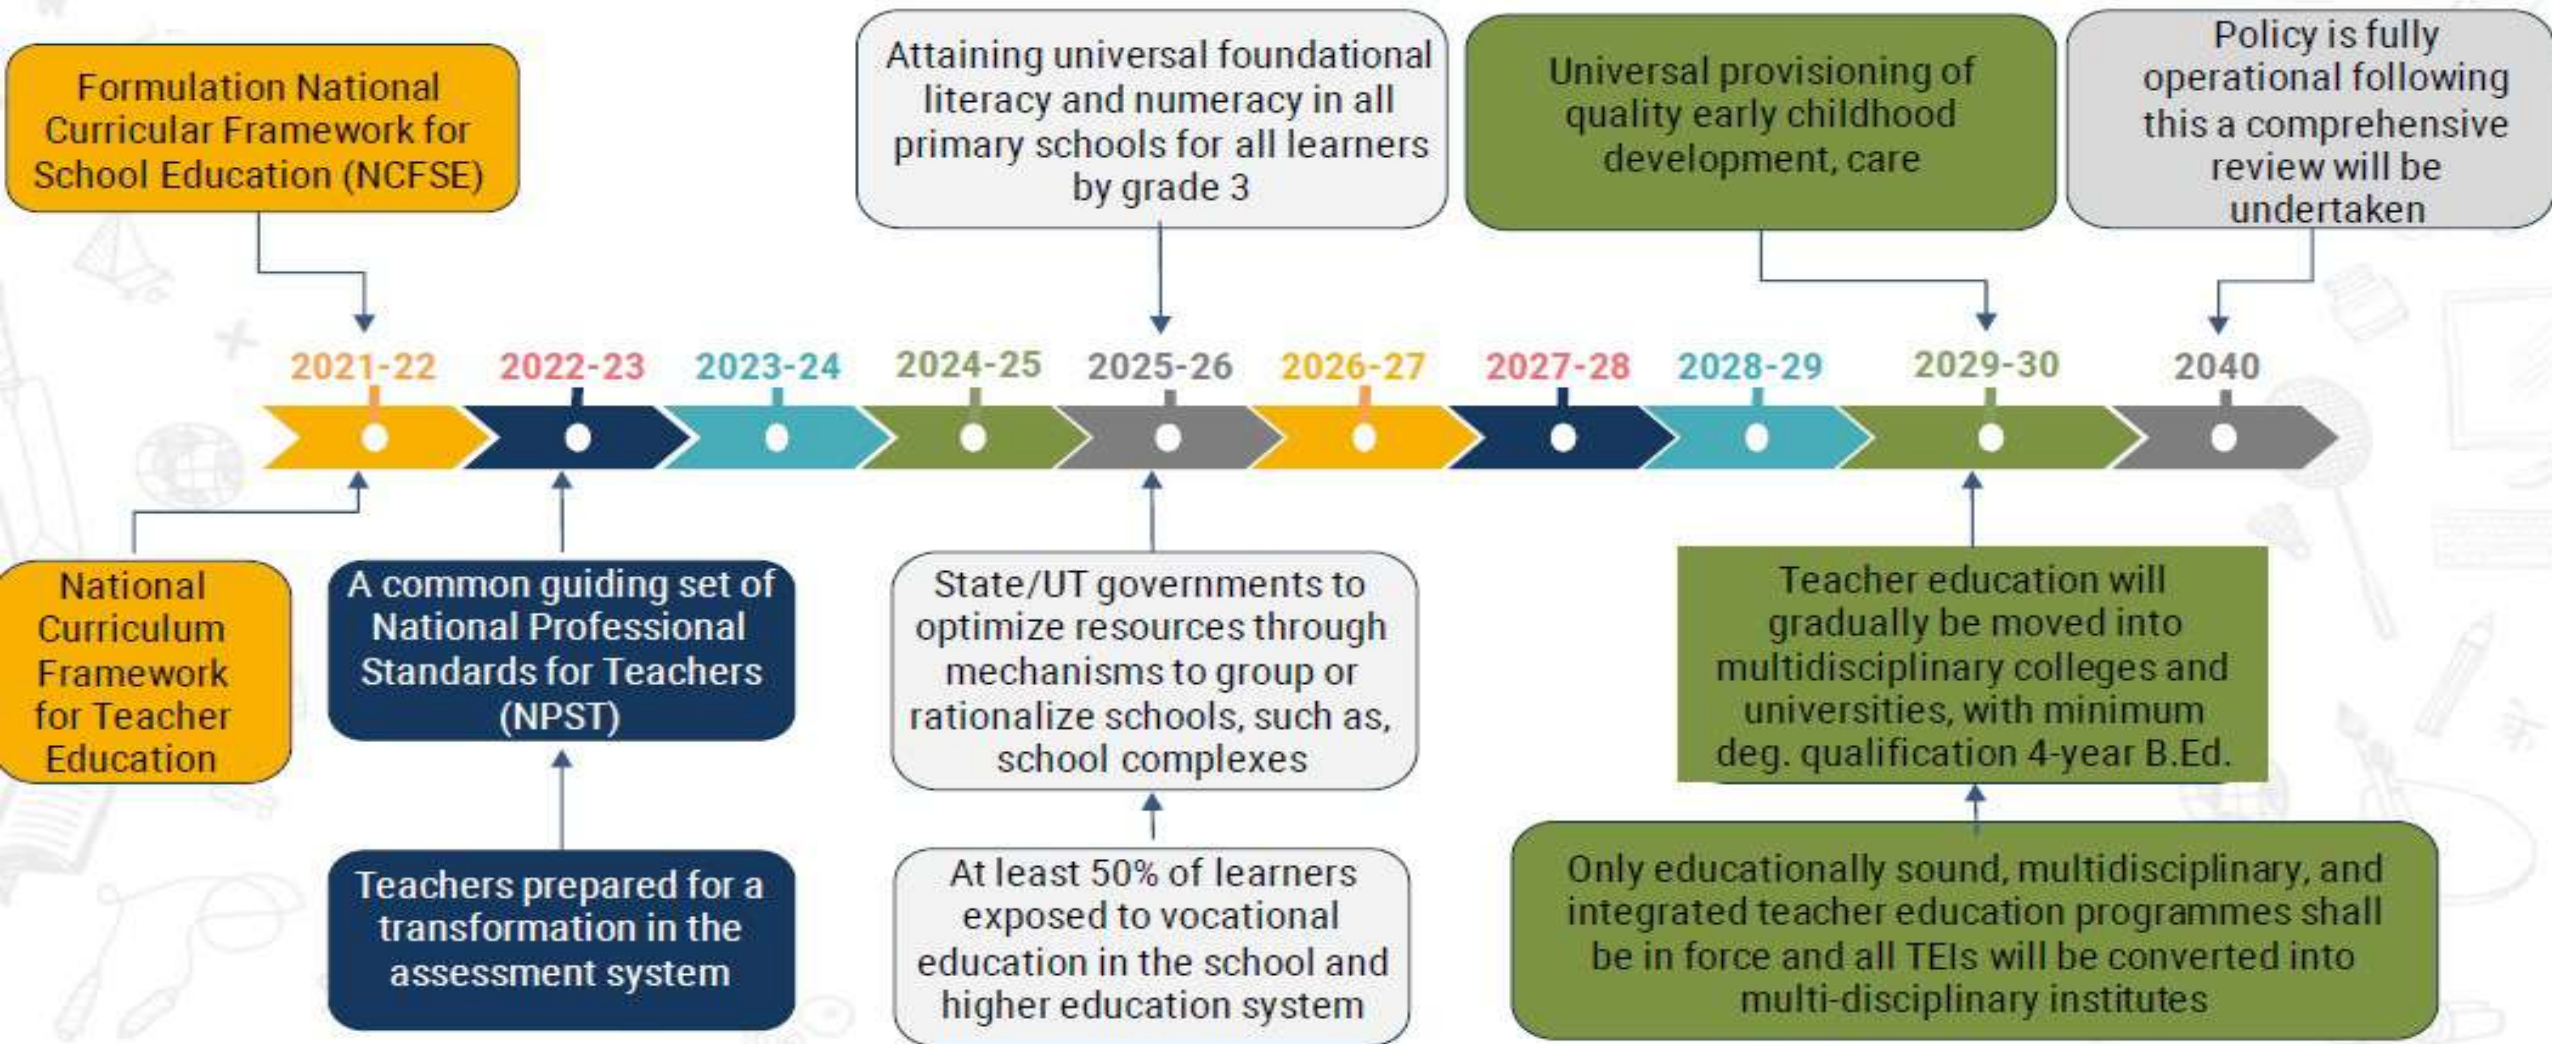 Formulation National
Curricular Framework for
School Education (NCFSE)
Attaining universal foundational
literacy and numeracy in all
primary schools for all learners
by grade 3
Universal provisioning of
quality early childhood
development, care
Policy is fully
operational following
this a comprehensive
review will be
undertaken
2021-22
2022-23
2023-24
2024-25
2025-26
2026-27
2027-28
2028-29
2029-30
2040
National
Curriculum
Framework
for Teacher
Education
A common guiding set of
National Professional
Standards for Teachers
(NPST)
State/UT governments to
optimize resources through
mechanisms to group or
rationalize schools, such as,
school complexes
Teacher education will
gradually be moved into
multidisciplinary colleges and
universities, with minimum
deg. qualification 4-year B.Ed.
Teachers prepared for a
transformation in the
assessment system
At least 50% of learners
exposed to vocational
education in the school and
higher education system
Only educationally sound, multidisciplinary, and
integrated teacher education programmes shall
be in force and all TEIs will be converted into
multi-disciplinary institutes